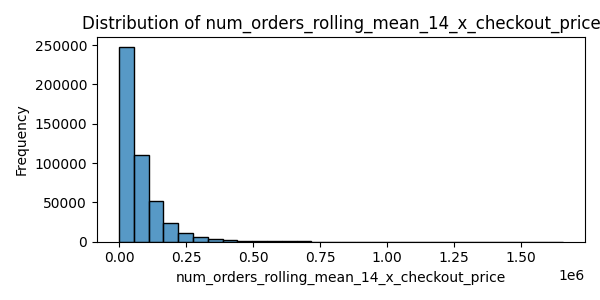 Distribution of num_orders_rolling_mean_14_x_checkout_price
250000
200000
150000
100000
50000
0
Frequency
0.00 0.25 0.50 0.75 1.00 1.25 1.50
1e6
num_orders_rolling_mean_14_x_checkout_price